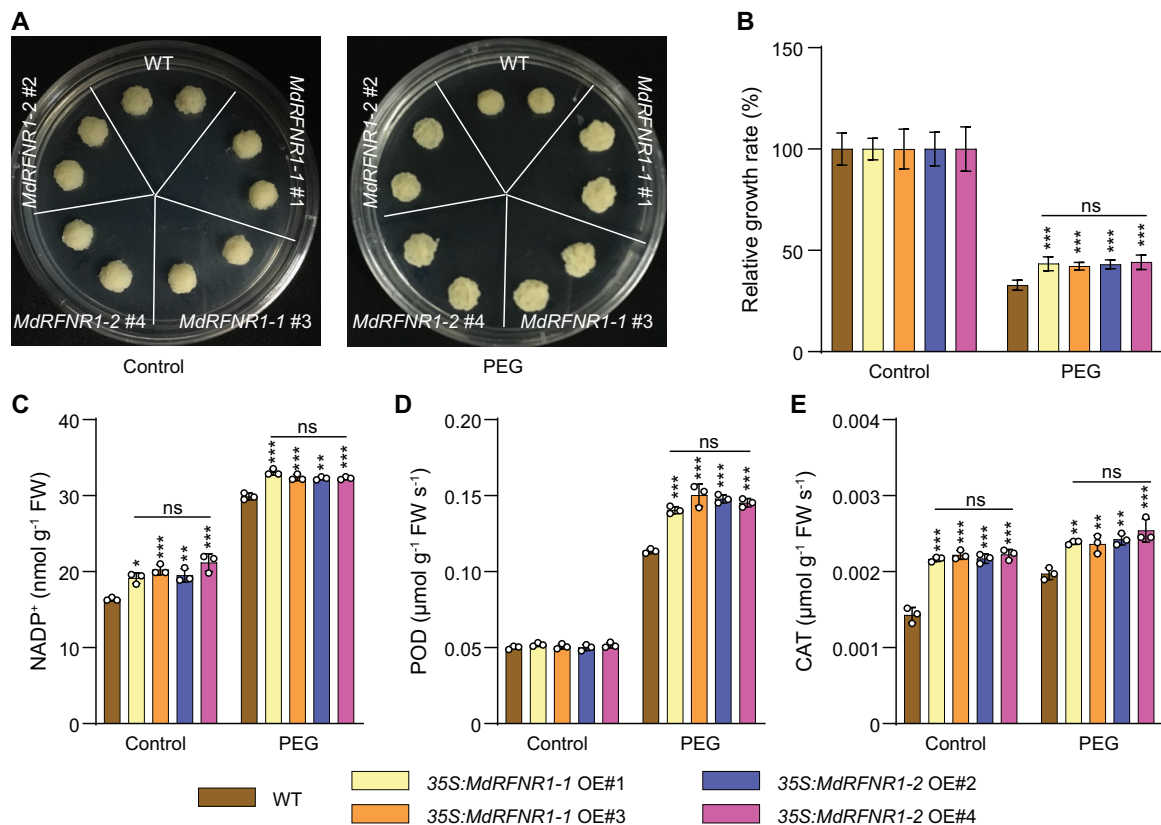 A
WT
MdRFNR1-2 #2
MdRFNR1-1 #1
MdRFNR1-2 #4
MdRFNR1-1 #3
Control
WT
MdRFNR1-2 #2
MdRFNR1-1 #1
MdRFNR1-2 #4
MdRFNR1-1 #3
PEG
B
Relative growth rate (%)
150
100
50
0
ns
*** *** *** ***
Control PEG
C
NADP⁺ (nmol g⁻¹ FW)
40
30
20
10
0
ns
* *** ** ***
ns
*** *** ** ***
Control PEG
D
POD (µmol g⁻¹ FW s⁻¹)
0.20
0.15
0.10
0.05
0
ns
*** *** *** ***
Control PEG
E
CAT (µmol g⁻¹ FW s⁻¹)
0.004
0.003
0.002
0.001
0
ns
*** *** *** ***
ns
** ** ** ***
Control PEG
WT
35S:MdRFNR1-1 OE#1
35S:MdRFNR1-1 OE#3
35S:MdRFNR1-2 OE#2
35S:MdRFNR1-2 OE#4